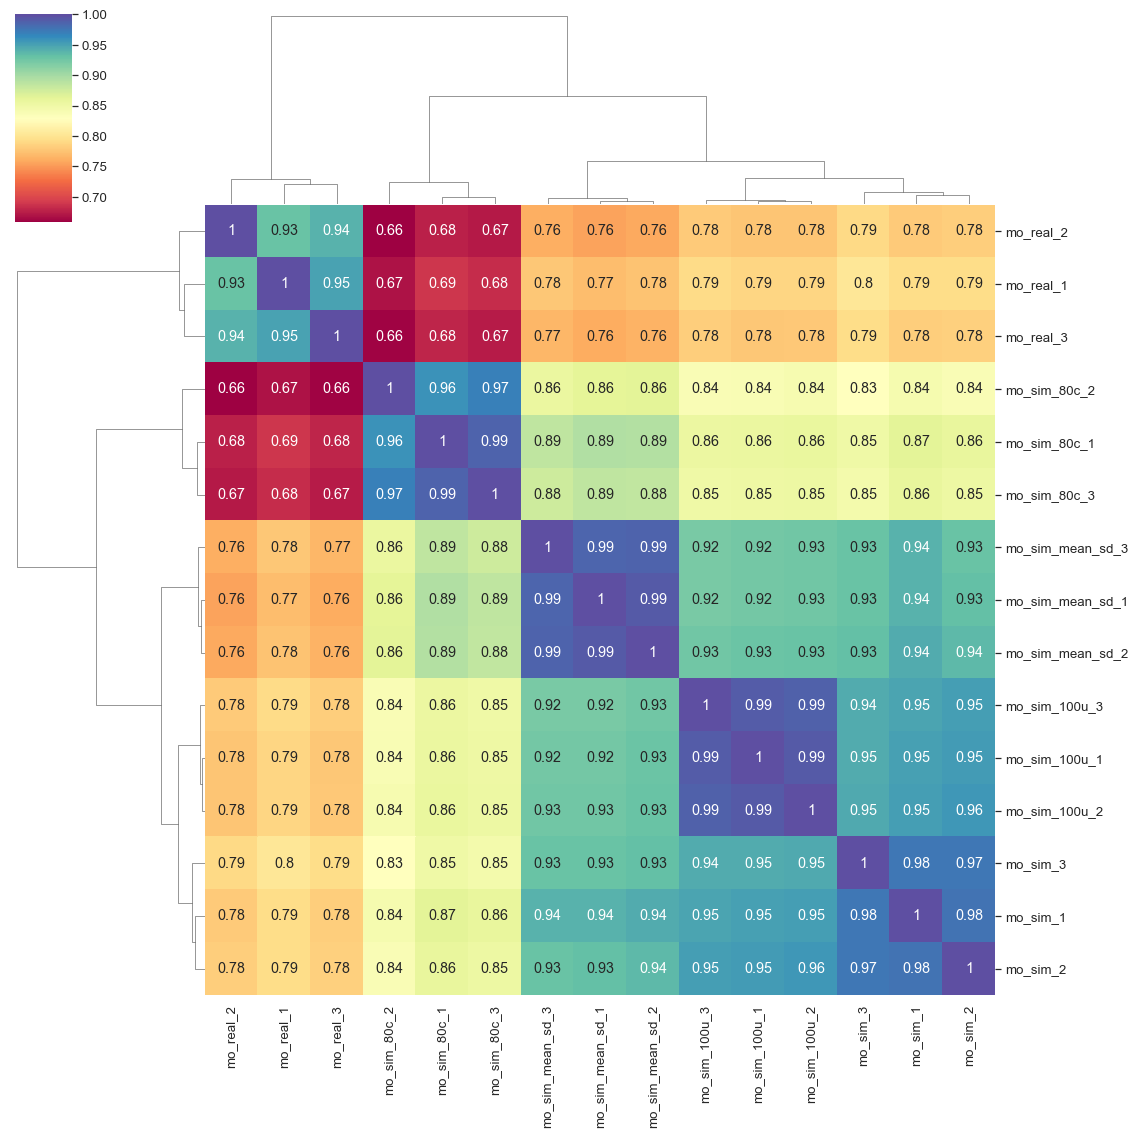 1.00
0.95
0.90
0.85
0.80
0.75
0.70
1 0.93 0.94 0.66 0.68 0.67 0.76 0.76 0.76 0.78 0.78 0.78 0.79 0.78 0.78 mo_real_2
0.93 1 0.95 0.67 0.69 0.68 0.78 0.77 0.78 0.79 0.79 0.79 0.8 0.79 0.79 mo_real_1
0.94 0.95 1 0.66 0.68 0.67 0.77 0.76 0.76 0.78 0.78 0.78 0.79 0.78 0.78 mo_real_3
0.66 0.67 0.66 1 0.96 0.97 0.86 0.86 0.86 0.84 0.84 0.84 0.83 0.84 0.84 mo_sim_80c_2
0.68 0.69 0.68 0.96 1 0.99 0.89 0.89 0.89 0.86 0.86 0.86 0.85 0.87 0.86 mo_sim_80c_1
0.67 0.68 0.67 0.97 0.99 1 0.88 0.89 0.88 0.85 0.85 0.85 0.85 0.86 0.85 mo_sim_80c_3
0.76 0.78 0.77 0.86 0.89 0.88 1 0.99 0.99 0.92 0.92 0.93 0.93 0.94 0.93 mo_sim_mean_sd_3
0.76 0.77 0.76 0.86 0.89 0.89 0.99 1 0.99 0.92 0.92 0.93 0.93 0.94 0.93 mo_sim_mean_sd_1
0.76 0.78 0.76 0.86 0.89 0.88 0.99 0.99 1 0.93 0.93 0.93 0.93 0.94 0.94 mo_sim_mean_sd_2
0.78 0.79 0.78 0.84 0.86 0.85 0.92 0.92 0.93 1 0.99 0.99 0.94 0.95 0.95 mo_sim_100u_3
0.78 0.79 0.78 0.84 0.86 0.85 0.92 0.92 0.93 0.99 1 0.99 0.95 0.95 0.95 mo_sim_100u_1
0.78 0.79 0.78 0.84 0.86 0.85 0.93 0.93 0.93 0.99 0.99 1 0.95 0.95 0.96 mo_sim_100u_2
0.79 0.8 0.79 0.83 0.85 0.85 0.93 0.93 0.93 0.94 0.95 0.95 1 0.98 0.97 mo_sim_3
0.78 0.79 0.78 0.84 0.87 0.86 0.94 0.94 0.94 0.95 0.95 0.95 0.98 1 0.98 mo_sim_1
0.78 0.79 0.78 0.84 0.86 0.85 0.93 0.93 0.94 0.95 0.95 0.96 0.97 0.98 1 mo_sim_2
mo_real_2
mo_real_1
mo_real_3
mo_sim_80c_2
mo_sim_80c_1
mo_sim_80c_3
mo_sim_mean_sd_3
mo_sim_mean_sd_1
mo_sim_mean_sd_2
mo_sim_100u_3
mo_sim_100u_1
mo_sim_100u_2
mo_sim_3
mo_sim_1
mo_sim_2